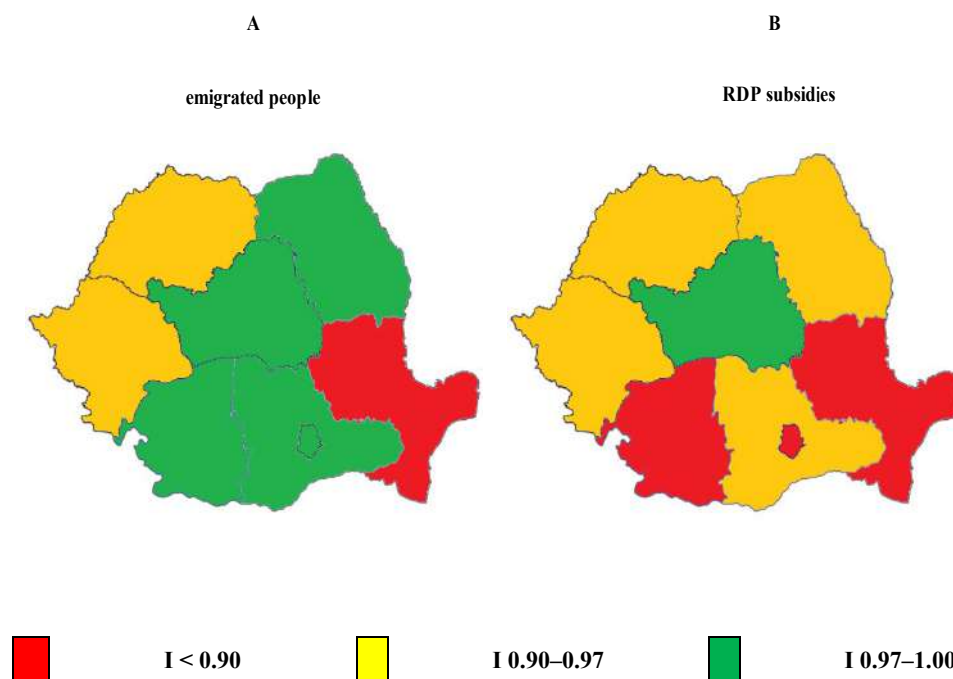 A
B
emigrated people
RDP subsidies
I < 0.90
I 0.90–0.97
I 0.97–1.00